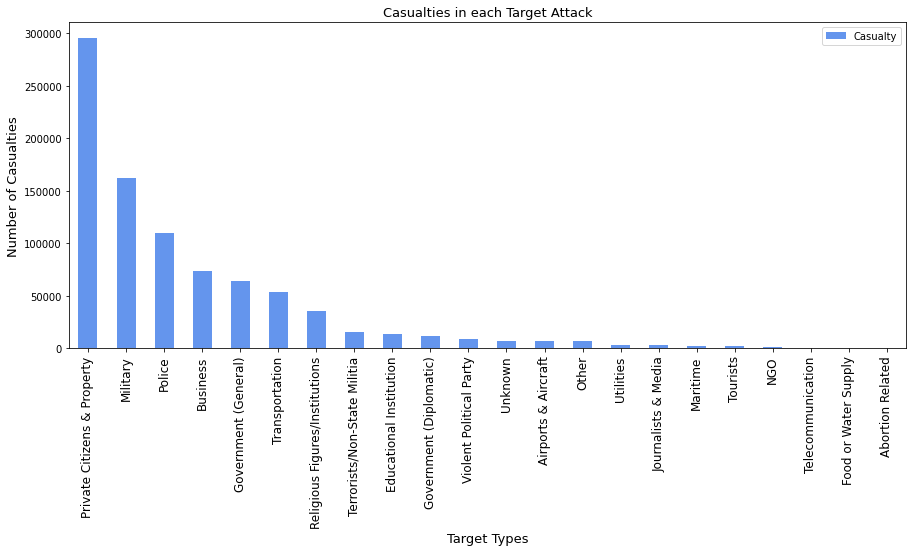 Casualties in each Target Attack
Casualty
Number of Casualties
300000
250000
200000
150000
100000
50000
0
Private Citizens & Property
Military
Police
Business
Government (General)
Transportation
Religious Figures/Institutions
Terrorists/Non-State Militia
Educational Institution
Government (Diplomatic)
Violent Political Party
Unknown
Airports & Aircraft
Other
Utilities
Journalists & Media
Maritime
Tourists
NGO
Telecommunication
Food or Water Supply
Abortion Related
Target Types